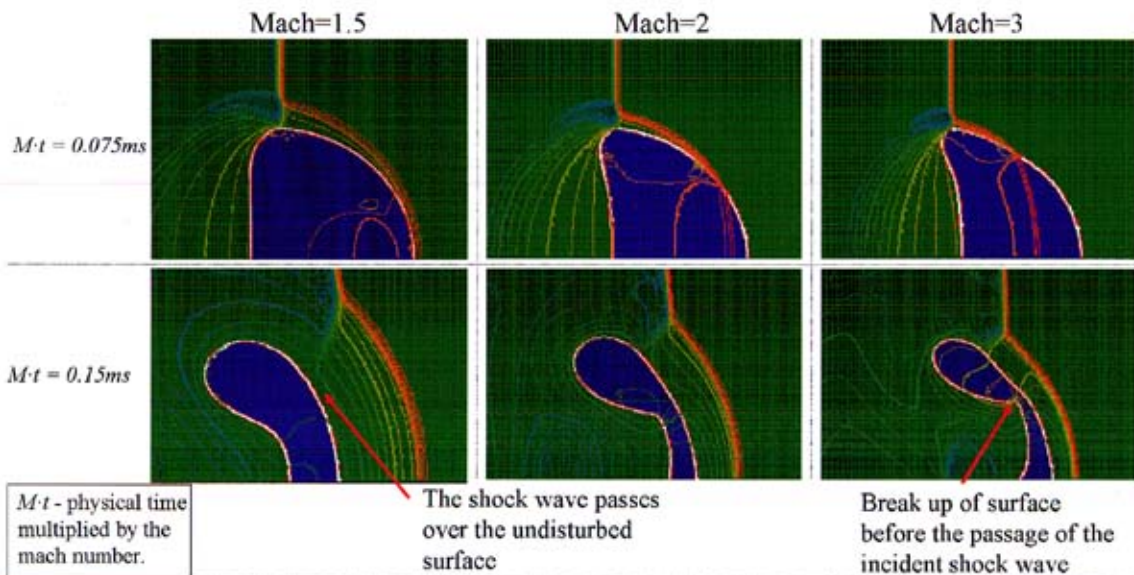 Mach=1.5
Mach=2
Mach=3
M·t = 0.075ms
M·t = 0.15ms
M·t - physical time
multiplied by the
mach number.
The shock wave passes
over the undisturbed
surface
Break up of surface
before the passage of the
incident shock wave